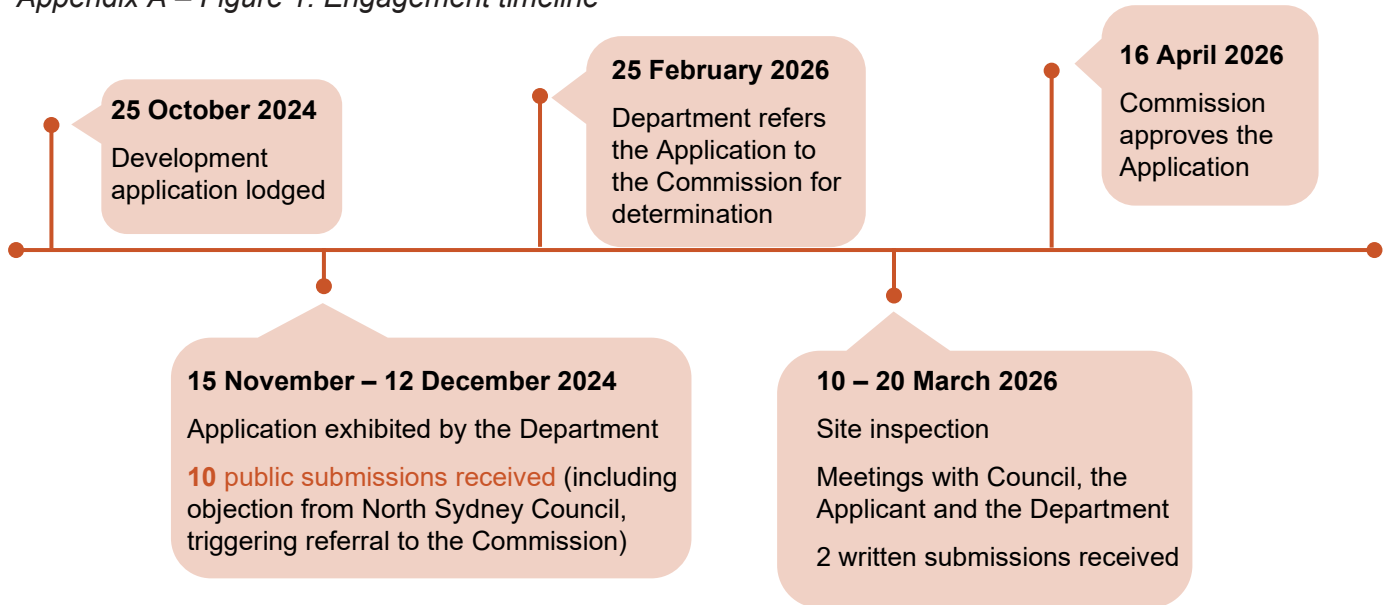 Appendix A – Figure 1: Engagement timeline
25 October 2024
Development
application lodged
25 February 2026
Department refers
the Application to
the Commission for
determination
16 April 2026
Commission
approves the
Application
15 November – 12 December 2024
Application exhibited by the Department
10 public submissions received (including
objection from North Sydney Council,
triggering referral to the Commission)
10 – 20 March 2026
Site inspection
Meetings with Council, the
Applicant and the Department
2 written submissions received